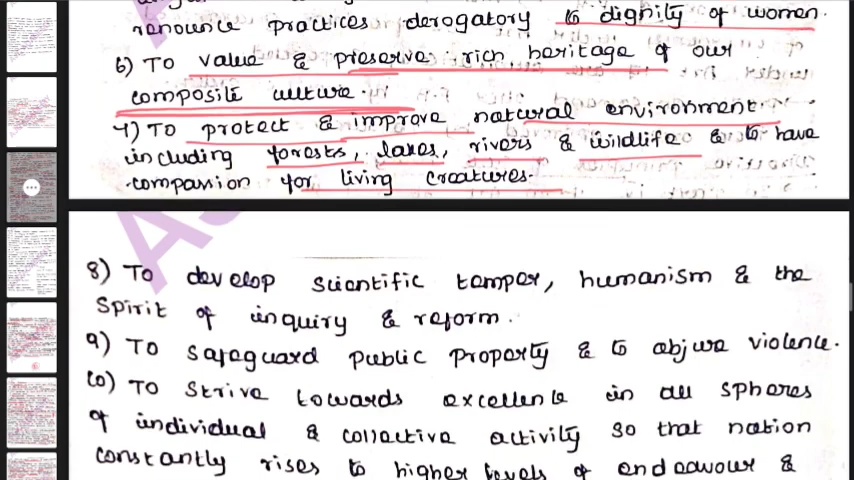 renounce practices derogatory to dignity of women.
6) To value & preserve rich heritage of our
composite culture.
7) To protect & improve natural environment
including forests, lakes, rivers & wildlife & to have
compassion for living creatures.
8) To develop scientific temper, humanism & the
spirit of inquiry & reform.
9) To safeguard public property & to abjure violence.
10) To strive towards excellence in all spheres
of individual & collective activity so that nation
constantly rises to higher levels of endeavour &